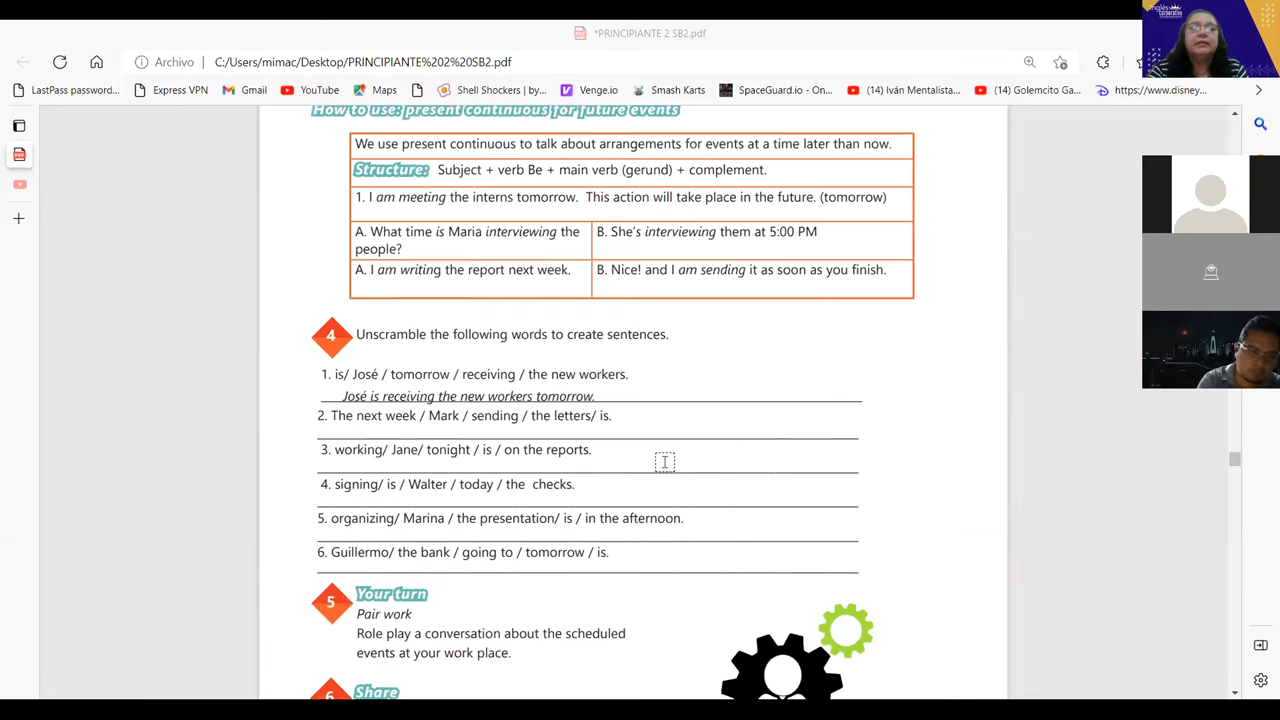 *PRINCIPIANTE 2 SB2.pdf
Archivo
C:/Users/mimac/Desktop/PRINCIPIANTE%202%20SB2.pdf
LastPass password...
Express VPN
Gmail
YouTube
Maps
Shell Shockers | by...
Venge.io
Smash Karts
SpaceGuard.io - On...
(14) Iván Mentalista...
(14) Golemcito Ga...
https://www.disney...
Inglés
corporativo
How to use: present continuous for future events
We use present continuous to talk about arrangements for events at a time later than now.
Structure: Subject + verb Be + main verb (gerund) + complement.
1. I am meeting the interns tomorrow. This action will take place in the future. (tomorrow)
A. What time is Maria interviewing the people?
B. She's interviewing them at 5:00 PM
A. I am writing the report next week.
B. Nice! and I am sending it as soon as you finish.
4 Unscramble the following words to create sentences.
1. is/ José / tomorrow / receiving / the new workers.
José is receiving the new workers tomorrow.
2. The next week / Mark / sending / the letters/ is.
3. working/ Jane/ tonight / is / on the reports.
4. signing/ is / Walter / today / the checks.
5. organizing/ Marina / the presentation/ is / in the afternoon.
6. Guillermo/ the bank / going to / tomorrow / is.
5 Your turn
Pair work
Role play a conversation about the scheduled
events at your work place.
6 Share